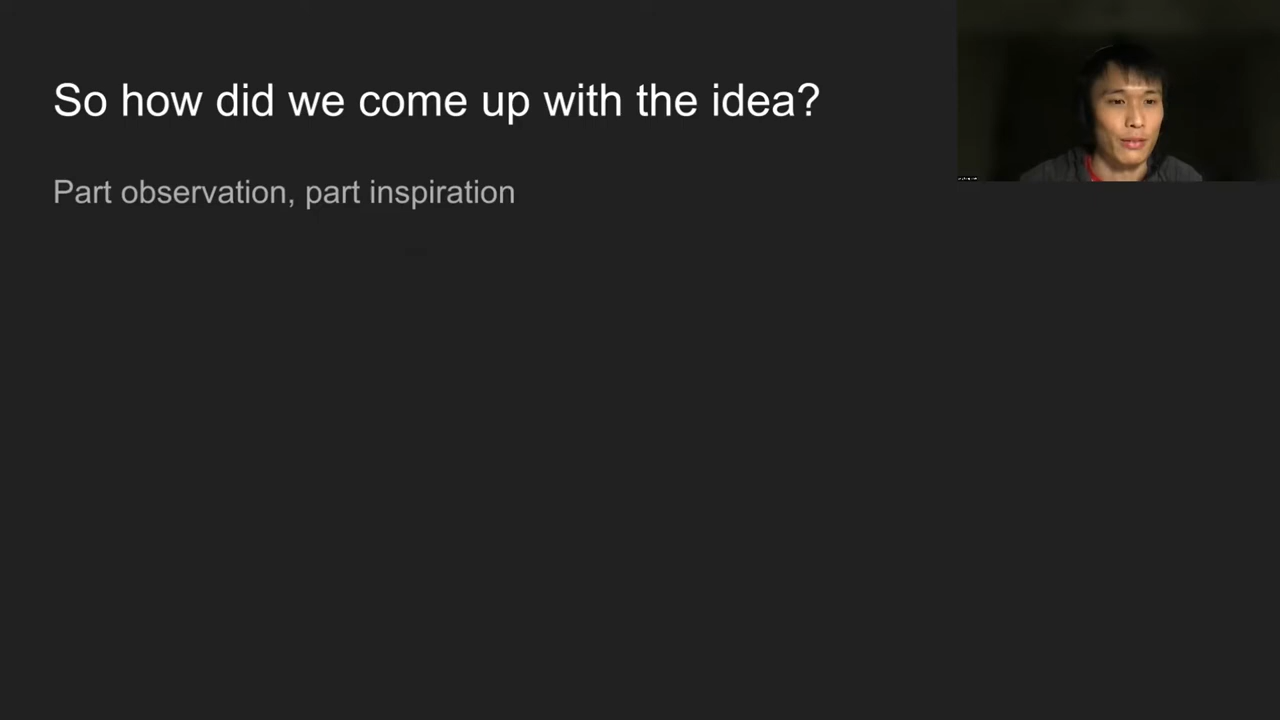 So how did we come up with the idea?
Part observation, part inspiration